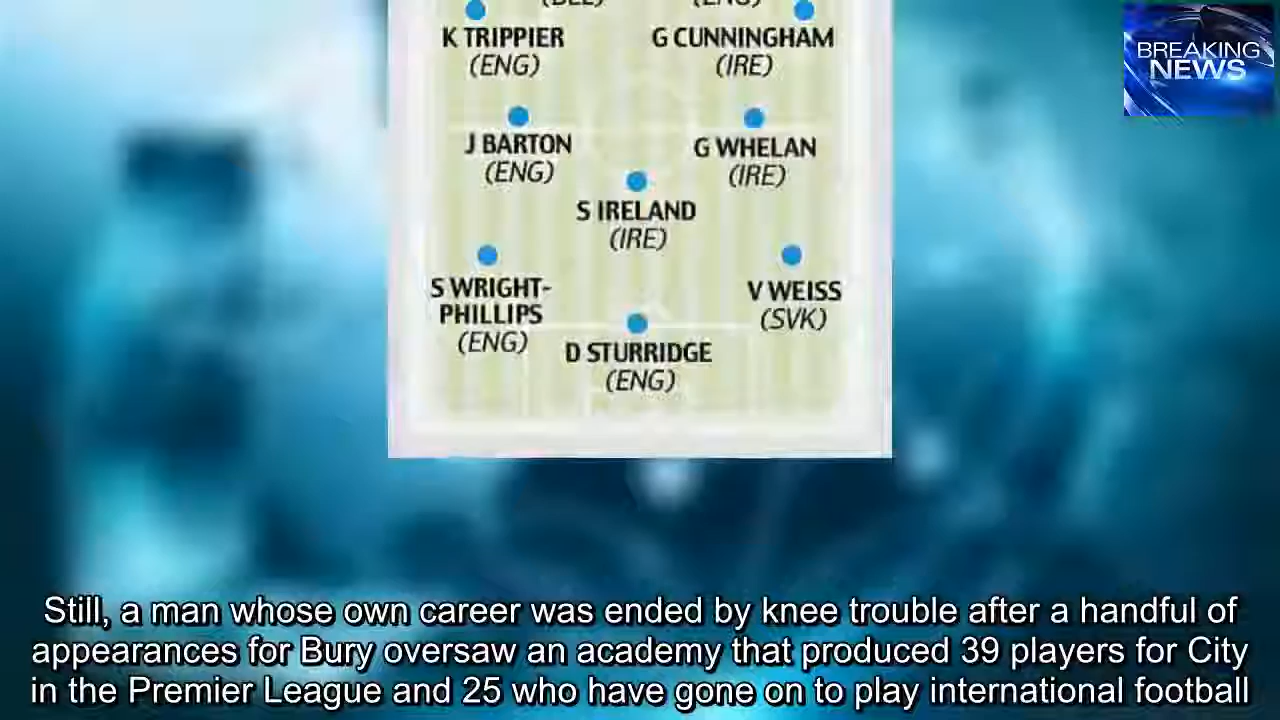 (BEL) (ENG)
K TRIPPIER G CUNNINGHAM
(ENG) (IRE)
BREAKING
NEWS
J BARTON G WHELAN
(ENG) (IRE)
S IRELAND
(IRE)
S WRIGHT-
PHILLIPS
(ENG)
V WEISS
(SVK)
D STURRIDGE
(ENG)
Still, a man whose own career was ended by knee trouble after a handful of
appearances for Bury oversaw an academy that produced 39 players for City
in the Premier League and 25 who have gone on to play international football